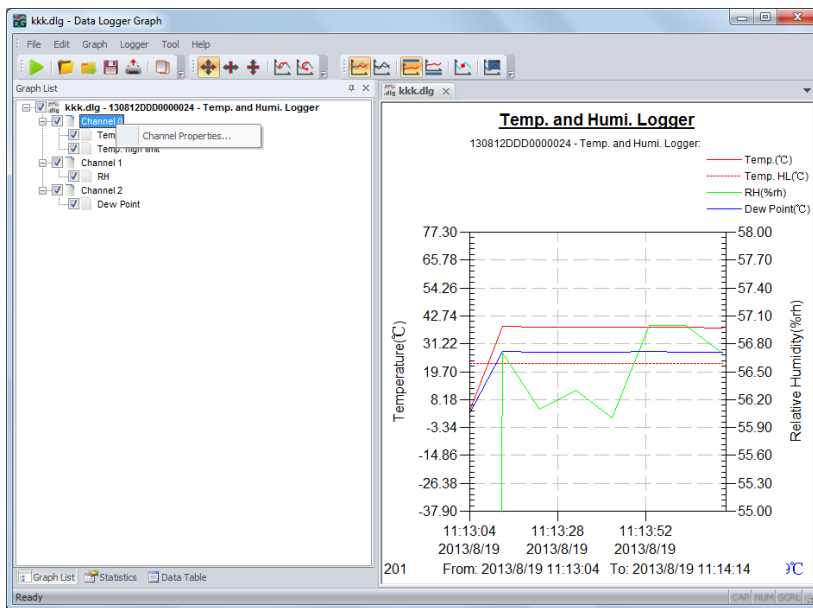 kkk.dlg - Data Logger Graph
File Edit Graph Logger Tool Help
Graph List
kkk.dlg - 130812DDD0000024 - Temp. and Humi. Logger
Channel 0
Channel Properties...
Temp. high limit
Channel 1
RH
Channel 2
Dew Point
Graph List Statistics Data Table
kkk.dlg
Temp. and Humi. Logger
130812DDD0000024 - Temp. and Humi. Logger:
Temp.(℃)
Temp. HL(℃)
RH(%rh)
Dew Point(℃)
Temperature(℃)
77.30
65.78
54.26
42.74
31.22
19.70
8.18
-3.34
-14.86
-26.38
-37.90
58.00
57.70
57.40
57.10
56.80
56.50
56.20
55.90
55.60
55.30
55.00
Relative Humidity(%rh)
11:13:04 11:13:28 11:13:52
2013/8/19 2013/8/19 2013/8/19
201 From: 2013/8/19 11:13:04 To: 2013/8/19 11:14:14 ℃
Ready
CAP NUM SCRL